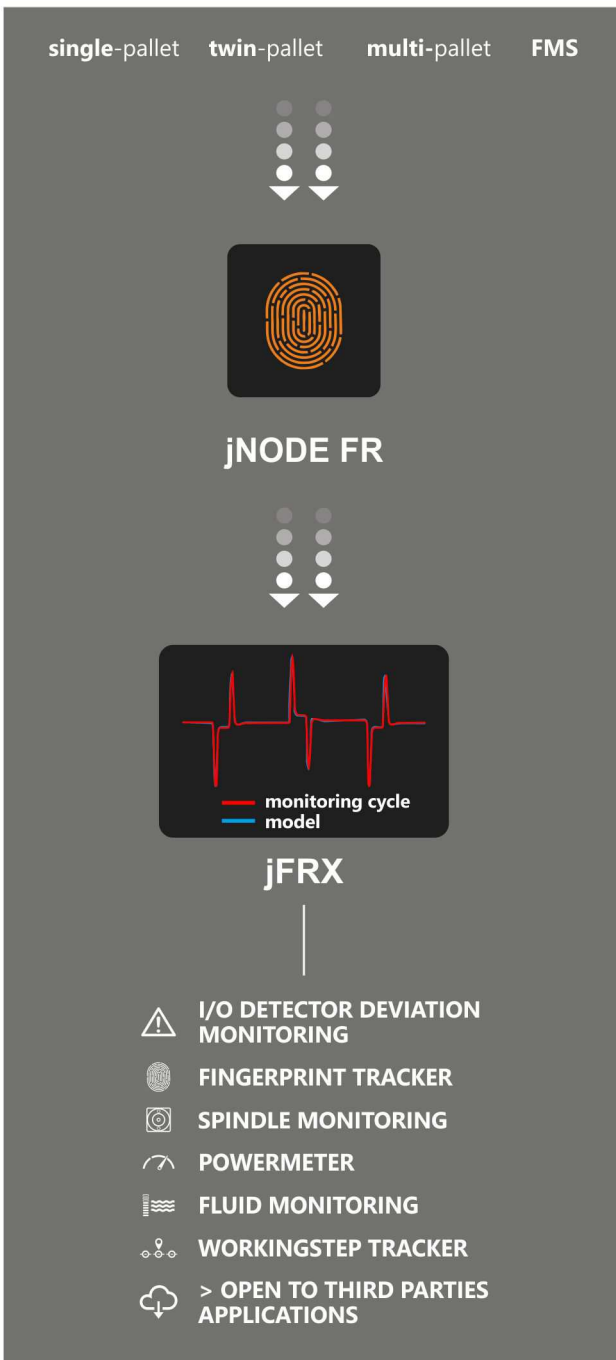 single-pallet twin-pallet multi-pallet FMS
jNODE FR
monitoring cycle
model
jFRX
I/O DETECTOR DEVIATION
MONITORING
FINGERPRINT TRACKER
SPINDLE MONITORING
POWERMETER
FLUID MONITORING
WORKINGSTEP TRACKER
> OPEN TO THIRD PARTIES
APPLICATIONS